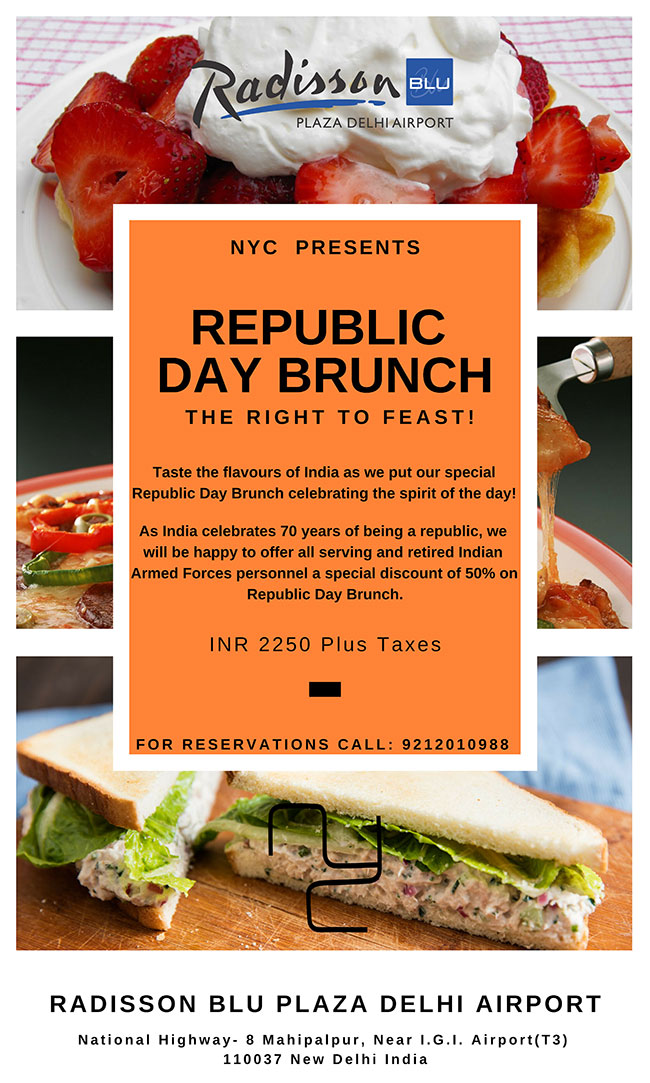 Radisson BLU
PLAZA DELHI AIRPORT
NYC PRESENTS
REPUBLIC
DAY BRUNCH
THE RIGHT TO FEAST!
Taste the flavours of India as we put our special
Republic Day Brunch celebrating the spirit of the day!
As India celebrates 70 years of being a republic, we
will be happy to offer all serving and retired Indian
Armed Forces personnel a special discount of 50% on
Republic Day Brunch.
INR 2250 Plus Taxes
FOR RESERVATIONS CALL: 9212010988
nyc
RADISSON BLU PLAZA DELHI AIRPORT
National Highway- 8 Mahipalpur, Near I.G.I. Airport(T3)
110037 New Delhi India